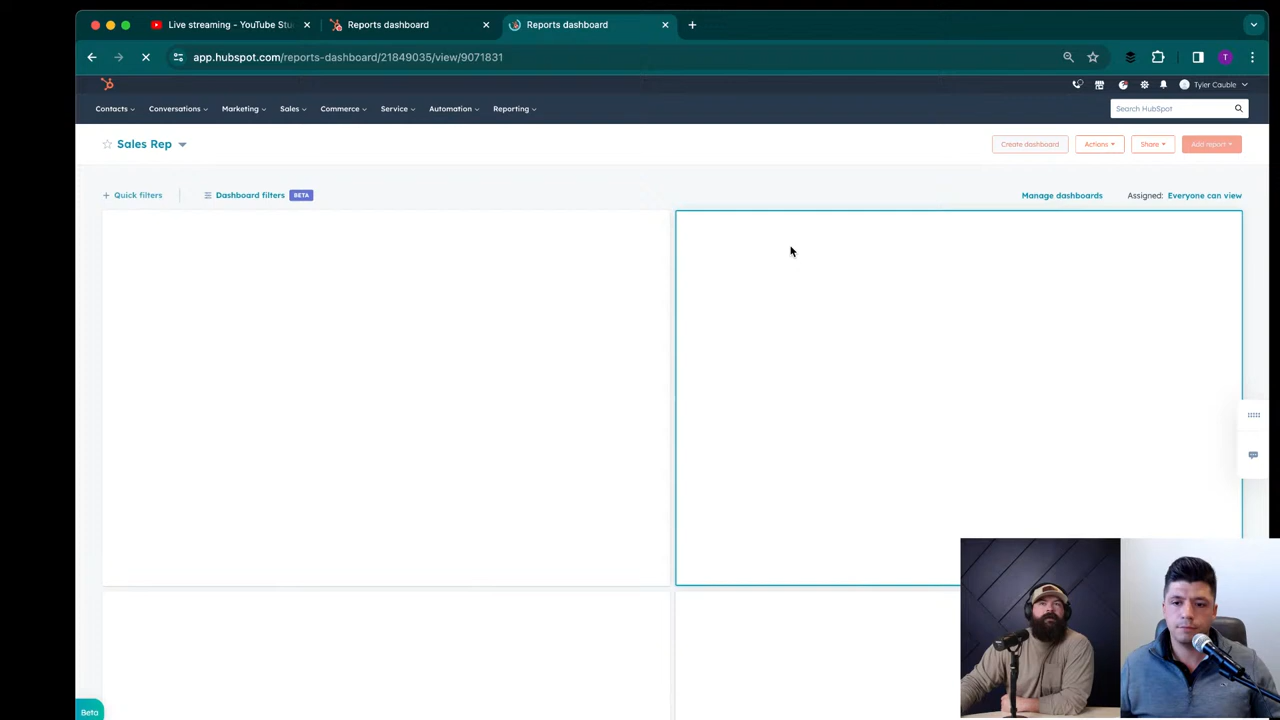 Live streaming - YouTube Stu
Reports dashboard
Reports dashboard
app.hubspot.com/reports-dashboard/21849035/view/9071831
T
Tyler Cauble
Contacts
Conversations
Marketing
Sales
Commerce
Service
Automation
Reporting
Search HubSpot
Sales Rep
Create dashboard
Actions
Share
Add report
+ Quick filters
Dashboard filters
BETA
Manage dashboards
Assigned: Everyone can view
Beta